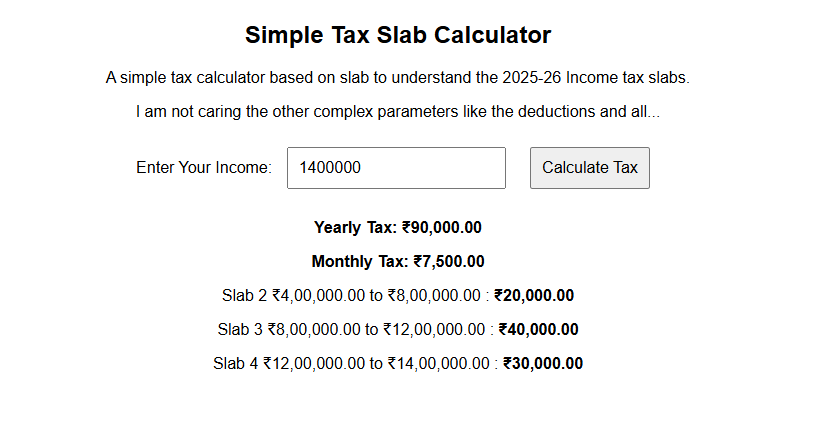 Simple Tax Slab Calculator
A simple tax calculator based on slab to understand the 2025-26 Income tax slabs.
I am not caring the other complex parameters like the deductions and all...
Enter Your Income: 1400000 Calculate Tax
Yearly Tax: ₹90,000.00
Monthly Tax: ₹7,500.00
Slab 2 ₹4,00,000.00 to ₹8,00,000.00 : ₹20,000.00
Slab 3 ₹8,00,000.00 to ₹12,00,000.00 : ₹40,000.00
Slab 4 ₹12,00,000.00 to ₹14,00,000.00 : ₹30,000.00